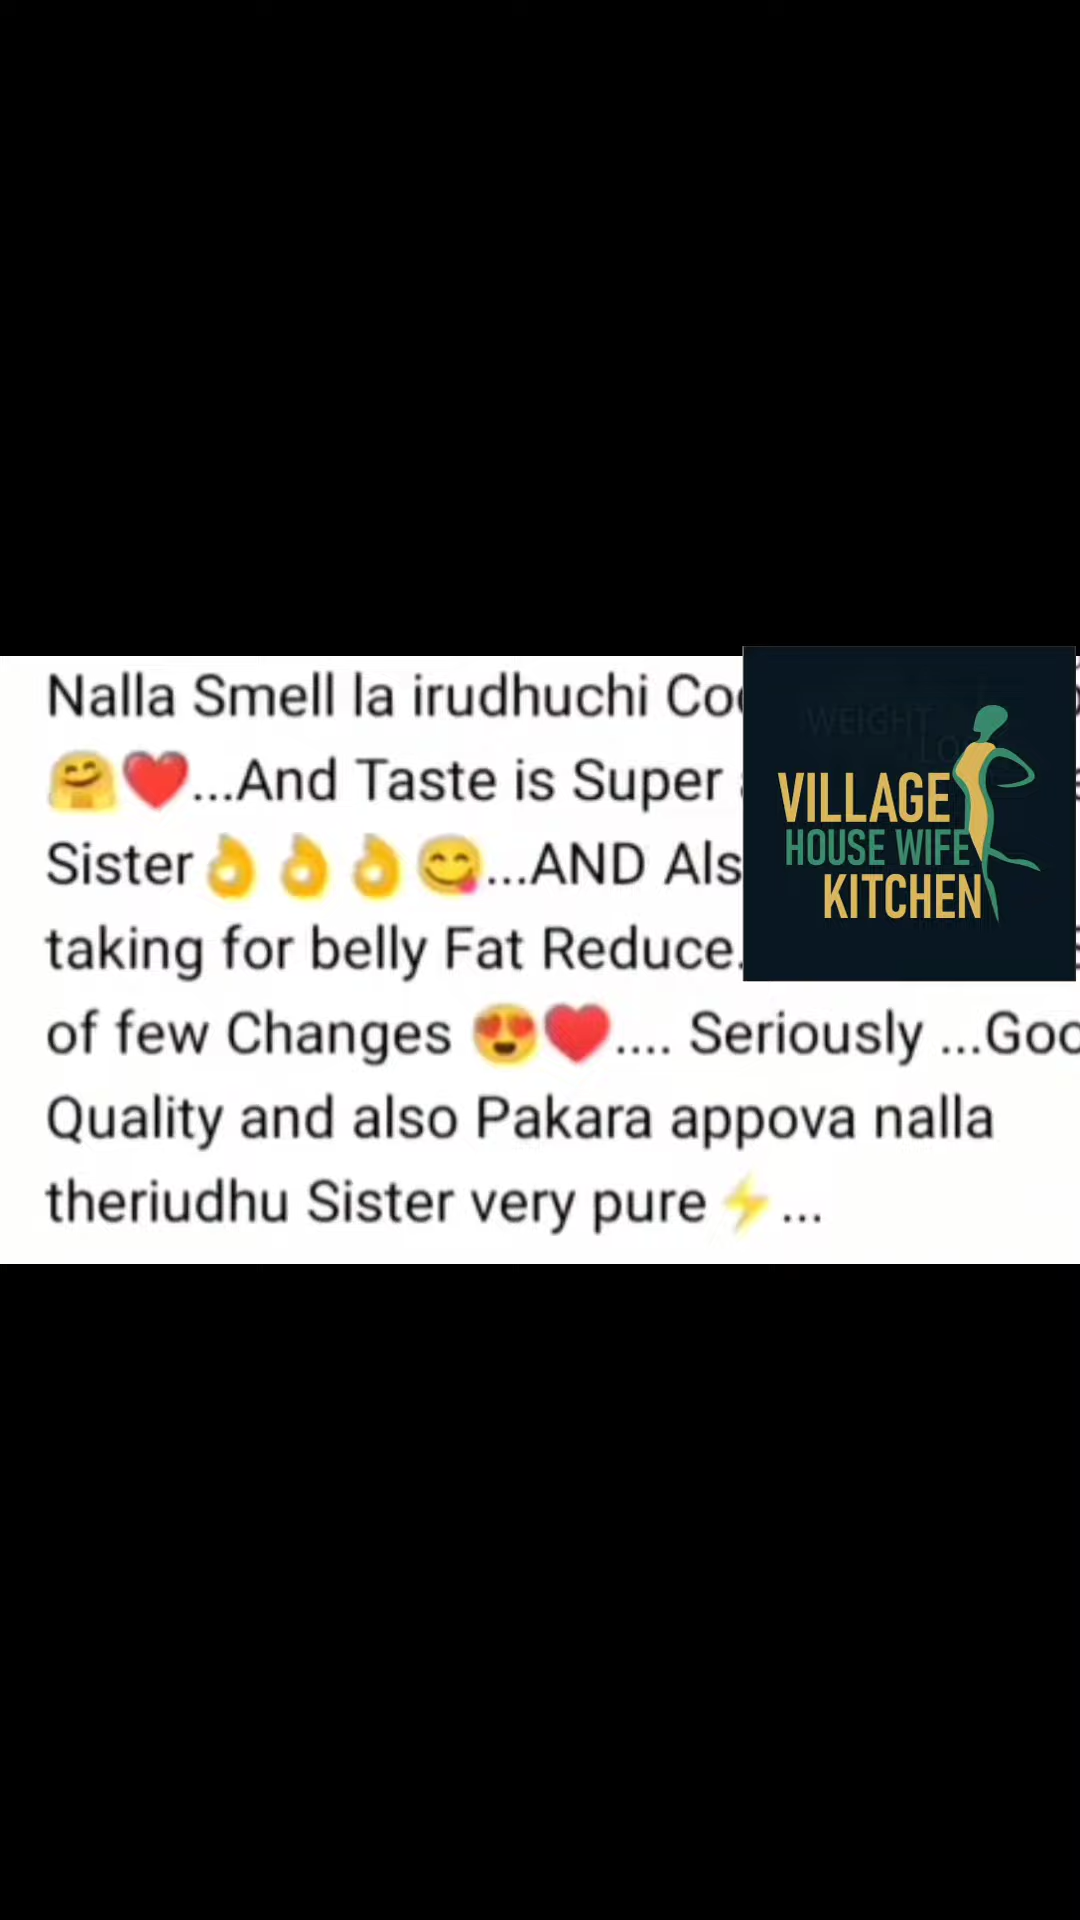 Nalla Smell la irudhuchi
🤗❤️...And Taste is Super
Sister👌👌👌😋...AND
taking for belly Fat Reduce.
of few Changes 😍❤️.... Seriously ...
Quality and also Pakara appova nalla
theriudhu Sister very pure⚡...
WEIGHT
VILLAGE
HOUSE WIFE
KITCHEN